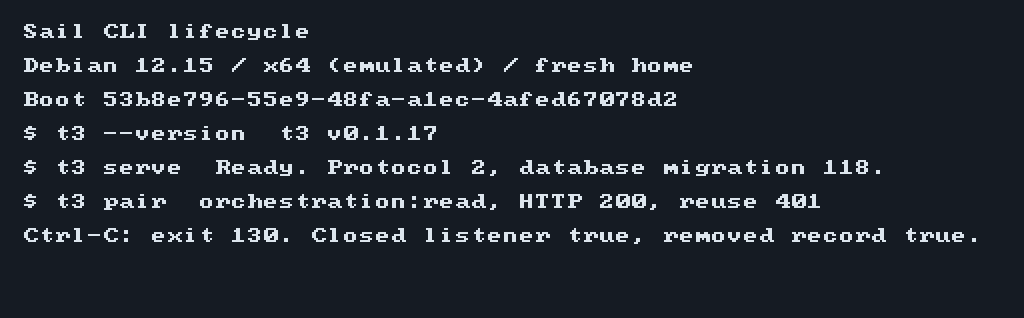 Sail CLI lifecycle
Debian 12.15 / x64 (emulated) / fresh home
Boot 53b8e796-55e9-48fa-a1ec-4afed67078d2
$ t3 --version  t3 v0.1.17
$ t3 serve  Ready. Protocol 2, database migration 118.
$ t3 pair  orchestration:read, HTTP 200, reuse 401
Ctrl-C: exit 130. Closed listener true, removed record true.